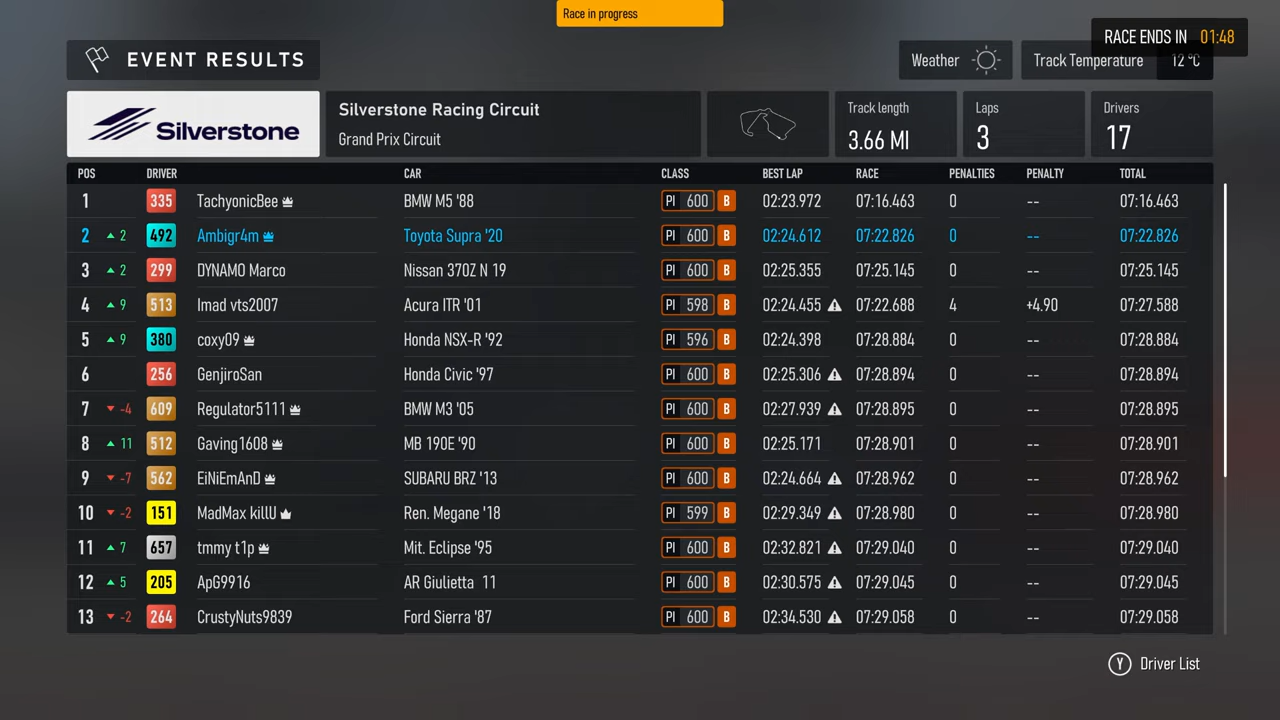 Race in progress
RACE ENDS IN 01:48
EVENT RESULTS
Weather
Track Temperature 12 °C
Silverstone
Silverstone Racing Circuit
Grand Prix Circuit
Track length
3.66 MI
Laps
3
Drivers
17
POS DRIVER CAR CLASS BEST LAP RACE PENALTIES PENALTY TOTAL
1 335 TachyonicBee BMW M5 '88 PI 600 B 02:23.972 07:16.463 0 -- 07:16.463
2 2 492 Ambigr4m Toyota Supra '20 PI 600 B 02:24.612 07:22.826 0 -- 07:22.826
3 2 299 DYNAMO Marco Nissan 370Z N 19 PI 600 B 02:25.355 07:25.145 0 -- 07:25.145
4 9 513 Imad vts2007 Acura ITR '01 PI 598 B 02:24.455 07:22.688 4 +4.90 07:27.588
5 9 380 coxy09 Honda NSX-R '92 PI 596 B 02:24.398 07:28.884 0 -- 07:28.884
6 256 GenjiroSan Honda Civic '97 PI 600 B 02:25.306 07:28.894 0 -- 07:28.894
7 -4 609 Regulator5111 BMW M3 '05 PI 600 B 02:27.939 07:28.895 0 -- 07:28.895
8 11 512 Gaving1608 MB 190E '90 PI 600 B 02:25.171 07:28.901 0 -- 07:28.901
9 -7 562 EiNiEmAnD SUBARU BRZ '13 PI 600 B 02:24.664 07:28.962 0 -- 07:28.962
10 -2 151 MadMax killU Ren. Megane '18 PI 599 B 02:29.349 07:28.980 0 -- 07:28.980
11 7 657 tmmy t1p Mit. Eclipse '95 PI 600 B 02:32.821 07:29.040 0 -- 07:29.040
12 5 205 ApG9916 AR Giulietta 11 PI 600 B 02:30.575 07:29.045 0 -- 07:29.045
13 -2 264 CrustyNuts9839 Ford Sierra '87 PI 600 B 02:34.530 07:29.058 0 -- 07:29.058
Y Driver List